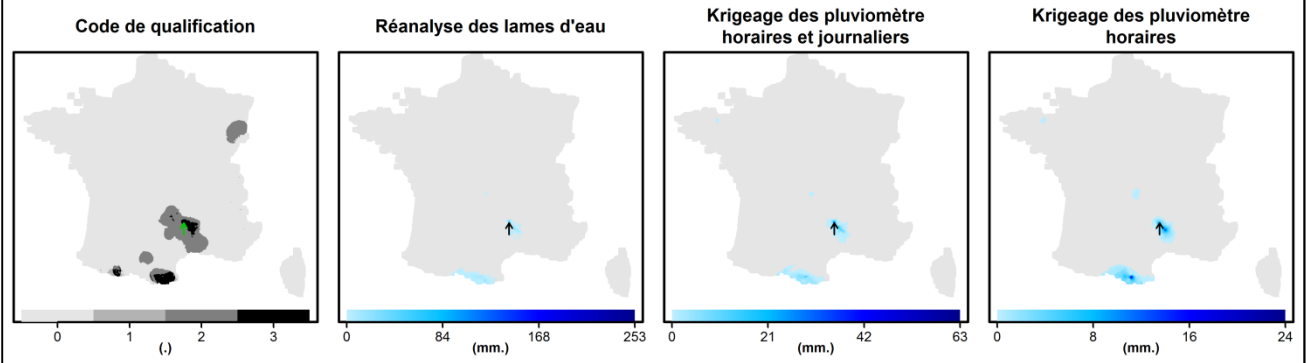 Code de qualification
0 1 2 3
(.)
Réanalyse des lames d'eau
0 84 168 253
(mm.)
Krigeage des pluviomètre
horaires et journaliers
0 21 42 63
(mm.)
Krigeage des pluviomètre
horaires
0 8 16 24
(mm.)